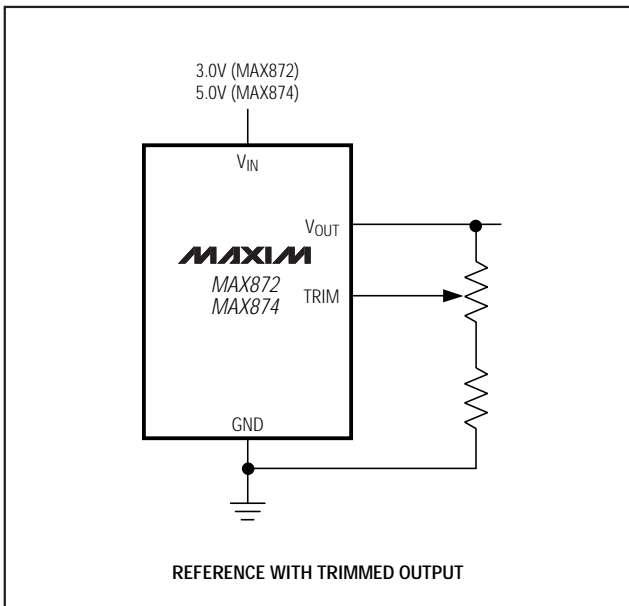 3.0V (MAX872)
5.0V (MAX874)
VIN
VOUT
MAXIM
MAX872
MAX874
TRIM
GND
REFERENCE WITH TRIMMED OUTPUT